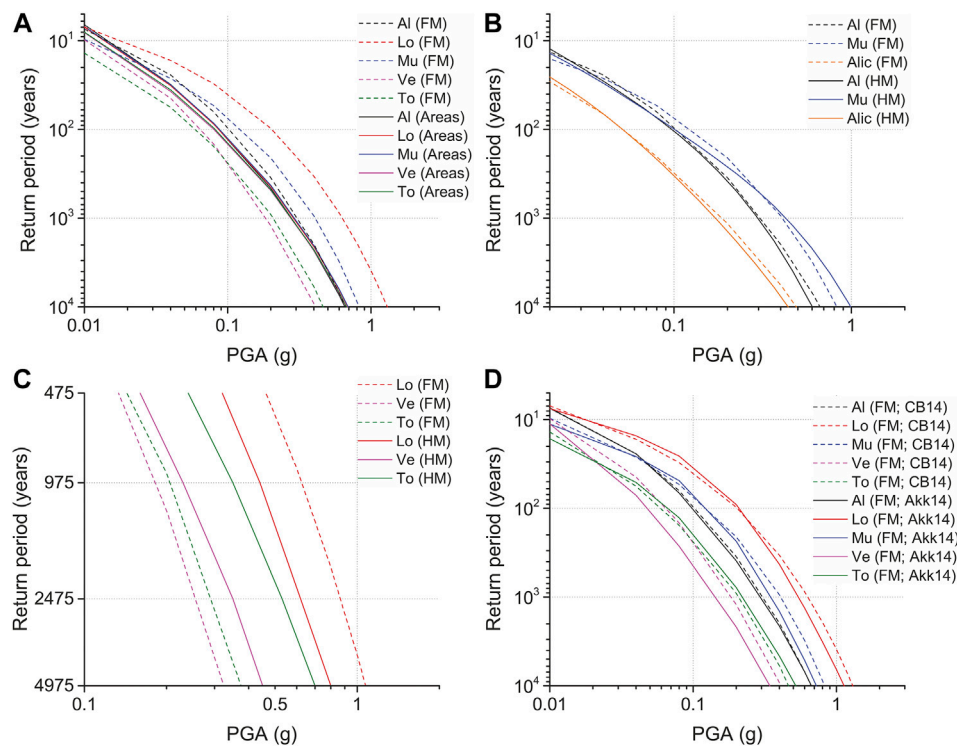 A
Return period (years)
10¹
10²
10³
10⁴
0.01
0.1
1
PGA (g)
Al (FM)
Lo (FM)
Mu (FM)
Ve (FM)
To (FM)
Al (Areas)
Lo (Areas)
Mu (Areas)
Ve (Areas)
To (Areas)
B
Return period (years)
10¹
10²
10³
10⁴
0.1
1
PGA (g)
Al (FM)
Mu (FM)
Alic (FM)
Al (HM)
Mu (HM)
Alic (HM)
C
Return period (years)
475
975
2475
4975
0.1
0.5
1
PGA (g)
Lo (FM)
Ve (FM)
To (FM)
Lo (HM)
Ve (HM)
To (HM)
D
Return period (years)
10¹
10²
10³
10⁴
0.01
0.1
1
PGA (g)
Al (FM; CB14)
Lo (FM; CB14)
Mu (FM; CB14)
Ve (FM; CB14)
To (FM; CB14)
Al (FM; Akk14)
Lo (FM; Akk14)
Mu (FM; Akk14)
Ve (FM; Akk14)
To (FM; Akk14)